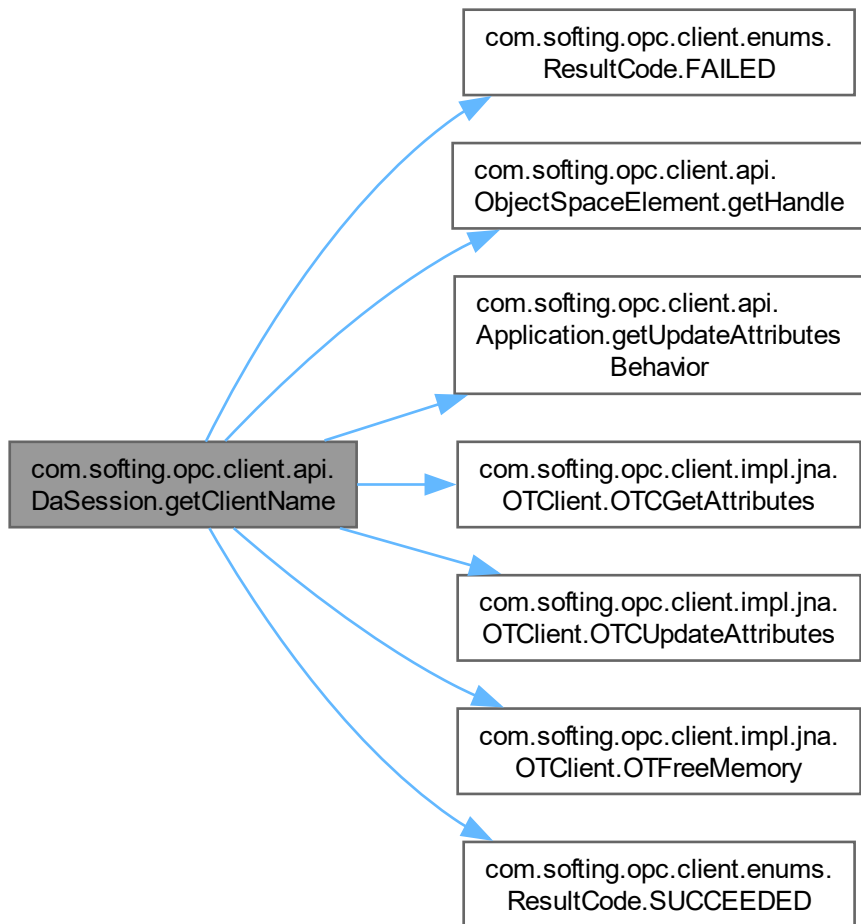 com.softing.opc.client.enums.
ResultCode.FAILED
com.softing.opc.client.api.
ObjectSpaceElement.getHandle
com.softing.opc.client.api.
Application.getUpdateAttributes
Behavior
com.softing.opc.client.api.
DaSession.getClientName
com.softing.opc.client.impl.jna.
OTClient.OTCGetAttributes
com.softing.opc.client.impl.jna.
OTClient.OTCUpdateAttributes
com.softing.opc.client.impl.jna.
OTClient.OTFreeMemory
com.softing.opc.client.enums.
ResultCode.SUCCEEDED